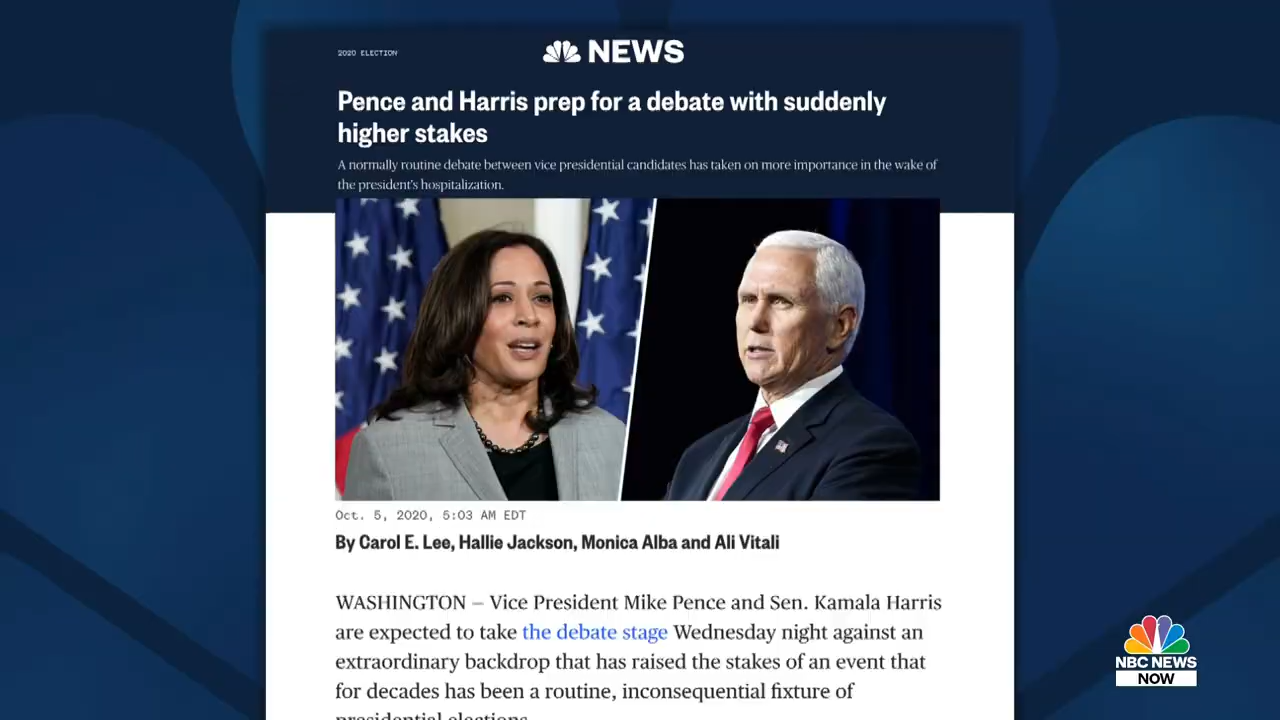 2020 ELECTION
NEWS
Pence and Harris prep for a debate with suddenly
higher stakes
A normally routine debate between vice presidential candidates has taken on more importance in the wake of
the president's hospitalization.
Oct. 5, 2020, 5:03 AM EDT
By Carol E. Lee, Hallie Jackson, Monica Alba and Ali Vitali
WASHINGTON — Vice President Mike Pence and Sen. Kamala Harris
are expected to take the debate stage Wednesday night against an
extraordinary backdrop that has raised the stakes of an event that
for decades has been a routine, inconsequential fixture of
presidential elections.
NBC NEWS
NOW